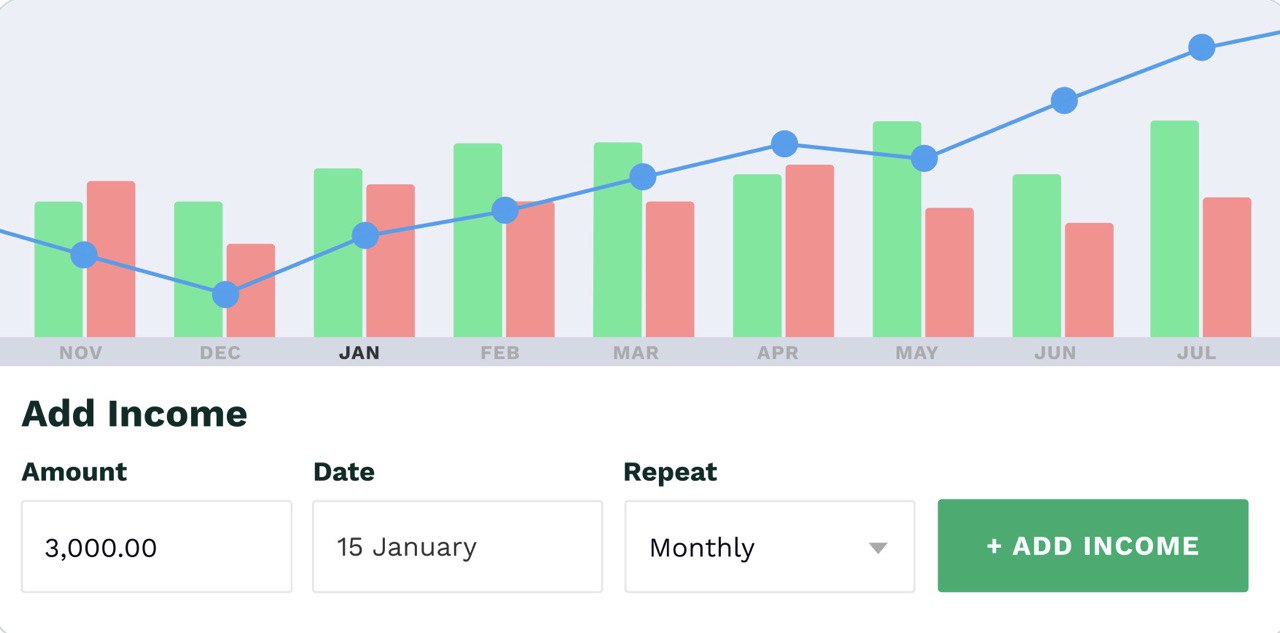 NOV DEC JAN FEB MAR APR MAY JUN JUL
Add Income
Amount Date Repeat
3,000.00 15 January Monthly + ADD INCOME